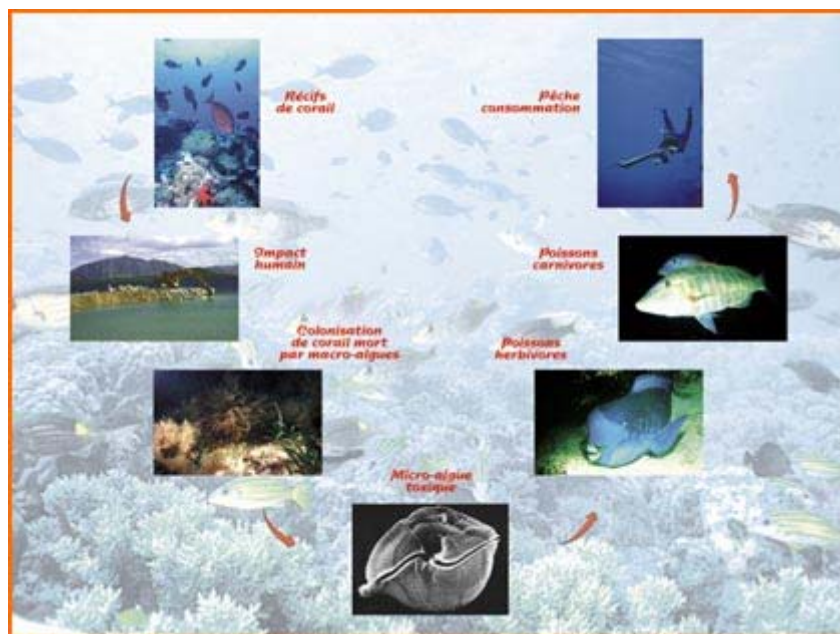 Récifs
de corail
Impact
humain
Colonisation
de corail mort
par macro-algues
Micro-algue
toxique
Poissons
herbivores
Poissons
carnivores
Pêche
consommation